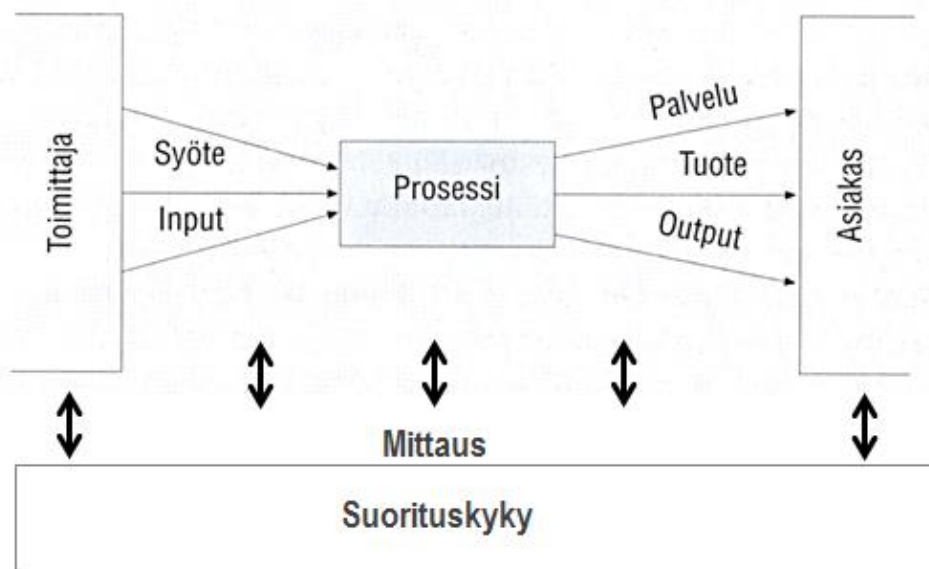 Toimittaja
Syöte
Input
Prosessi
Palvelu
Tuote
Output
Asiakas
Mittaus
Suorituskyky